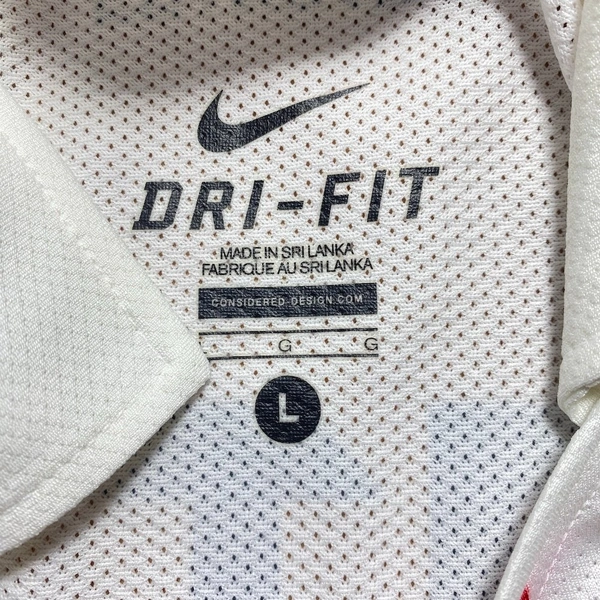 DRI-FIT
MADE IN SRI LANKA
FABRIQUE AU SRI LANKA
CONSIDERED-DESIGN.COM
G G
L